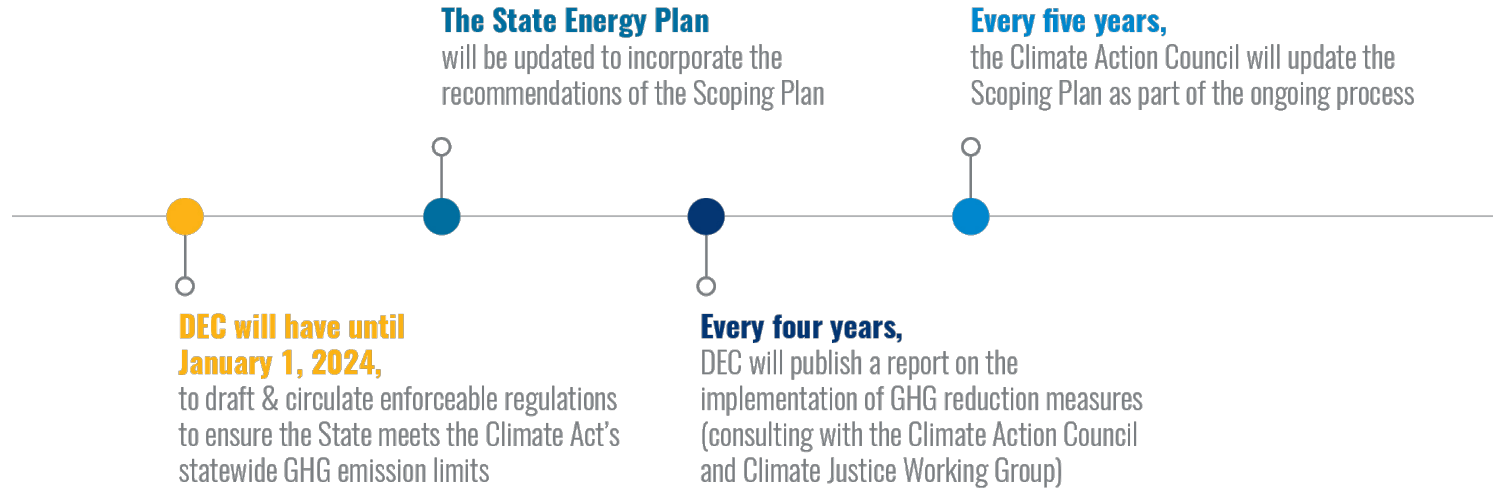 The State Energy Plan
will be updated to incorporate the
recommendations of the Scoping Plan
Every five years,
the Climate Action Council will update the
Scoping Plan as part of the ongoing process
DEC will have until
January 1, 2024,
to draft & circulate enforceable regulations
to ensure the State meets the Climate Act’s
statewide GHG emission limits
Every four years,
DEC will publish a report on the
implementation of GHG reduction measures
(consulting with the Climate Action Council
and Climate Justice Working Group)